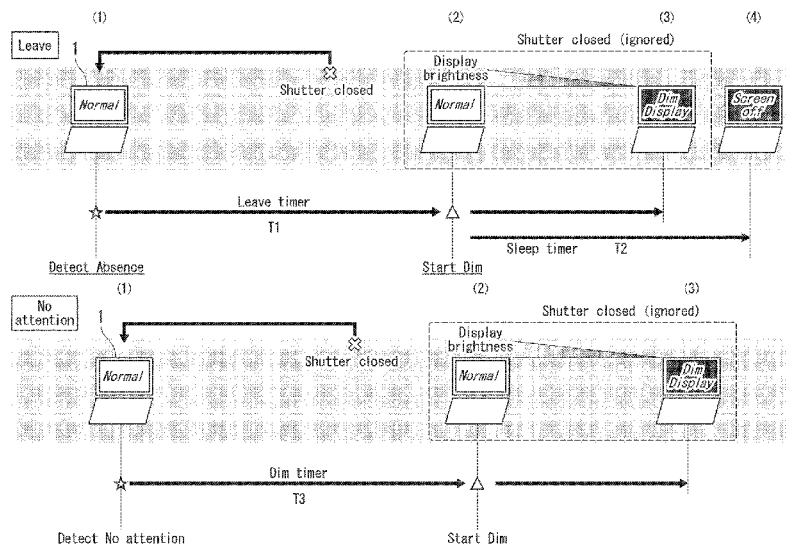 (1) (2) (3) (4)
Leave
1
Shutter closed
Shutter closed (ignored)
Display
brightness
Normal
Normal
Dim
Display
Screen
off
Leave timer
T1
Sleep timer T2
Detect Absence
Start Dim
(1) (2) (3)
No
attention
1
Shutter closed
Shutter closed (ignored)
Display
brightness
Normal
Normal
Dim
Display
Dim timer
T3
Detect No attention
Start Dim